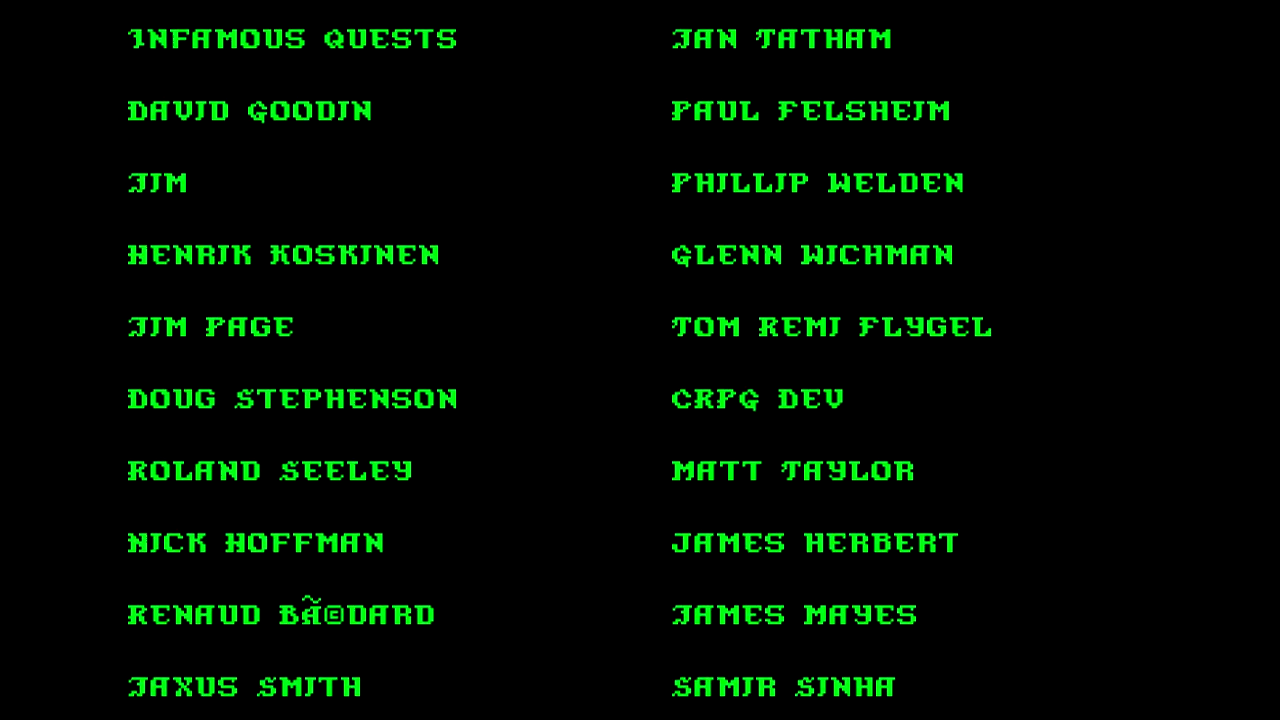 INFAMOUS QUESTS
DAVID GOODIN
JIM
HENRIK KOSKINEN
JIM PAGE
DOUG STEPHENSON
ROLAND SEELEY
NICK HOFFMAN
RENAUD BÃ©DARD
JAXUS SMITH
JAN TATHAM
PAUL FELSHEIM
PHILLIP WELDEN
GLENN WICHMAN
TOM REMI FLYGEL
CRPG DEV
MATT TAYLOR
JAMES HERBERT
JAMES MAYES
SAMIR SINHA